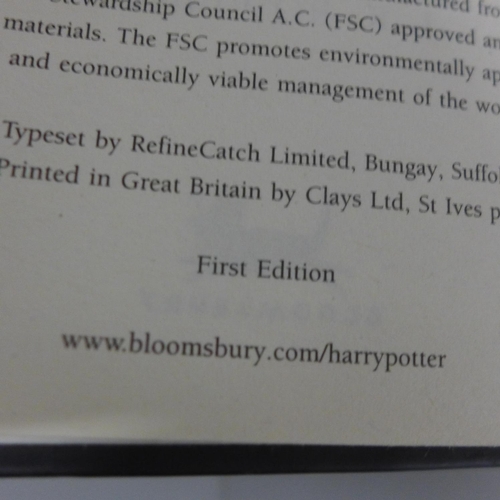 Stewardship Council A.C. (FSC) approved
materials. The FSC promotes environmentally
and economically viable management of the
Typeset by RefineCatch Limited, Bungay,
Printed in Great Britain by Clays Ltd, St Ives
First Edition
www.bloomsbury.com/harrypotter